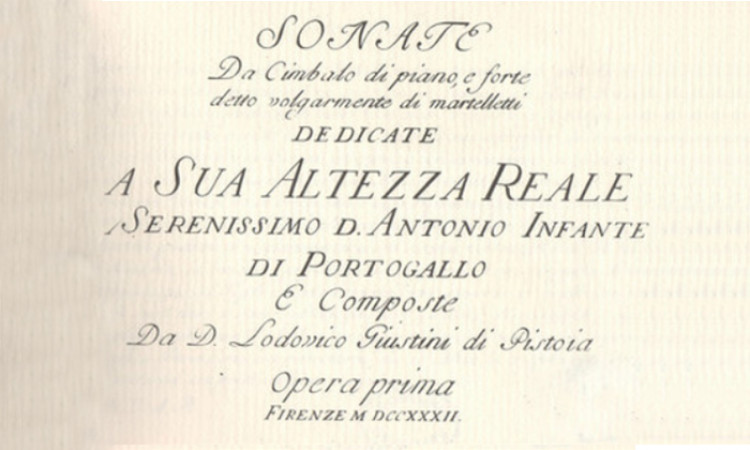 SONATE
Da Cimbalo di piano, e forte
detto volgarmente di martelletti
DEDICATE
A SUA ALTEZZA REALE
SERENISSIMO D. ANTONIO INFANTE
DI PORTOGALLO
E Composte
Da D. Lodovico Giustini di Pistoia
Opera prima
FIRENZE M DCCXXXII.